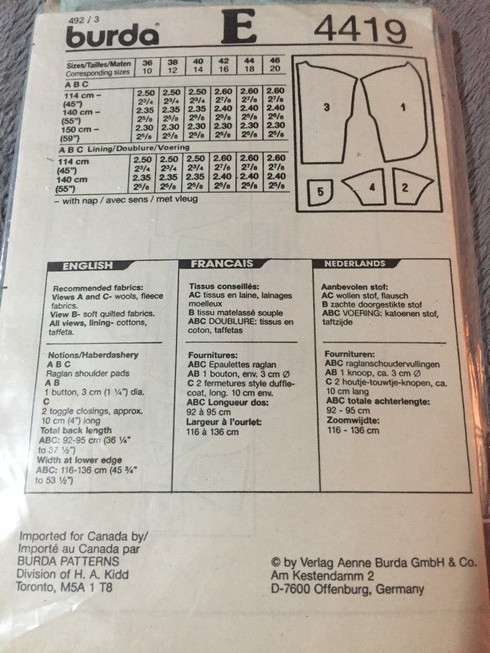 492 / 3
burda E 4419
Sizes/Tailles/Maten 36 38 40 42 44 46
Corresponding sizes 10 12 14 16 18 20
A B C
114 cm – 2.50 2.50 2.50 2.60 2.60 2.60
(45") 2¾ 2¾ 2¾ 2⅞ 2⅞ 2⅞
140 cm – 2.35 2.35 2.35 2.40 2.40 2.40
(55") 2⅝ 2⅝ 2⅝ 2⅝ 2⅝ 2⅝
150 cm – 2.30 2.30 2.30 2.30 2.30 2.30
(59") 2⅝ 2⅝ 2⅝ 2⅝ 2⅝ 2⅝
A B C Lining/Doublure/Voering
114 cm 2.50 2.50 2.50 2.60 2.60 2.60
(45") 2¾ 2¾ 2¾ 2⅞ 2⅞ 2⅞
140 cm 2.35 2.35 2.35 2.40 2.40 2.40
(55") 2⅝ 2⅝ 2⅝ 2⅝ 2⅝ 2⅝
– with nap / avec sens / met vleug
3 1
5 4 2
ENGLISH
Recommended fabrics:
Views A and C- wools, fleece
fabrics.
View B- soft quilted fabrics.
All views, lining- cottons,
taffeta.
Notions/Haberdashery
A B C
Raglan shoulder pads
A B
1 button, 3 cm (1 ¼") dia.
C
2 toggle closings, approx.
10 cm (4") long
Total back length
ABC: 92-95 cm (36 ¼"
to 37 ½")
Width at lower edge
ABC: 116-136 cm (45 ¾"
to 53 ½")
FRANCAIS
Tissus conseillés:
AC tissus en laine, lainages
moelleux
B tissu matelassé souple
ABC DOUBLURE: tissus en
coton, taffetas
Fournitures:
ABC Epaulettes raglan
AB 1 bouton, env. 3 cm Ø
C 2 fermetures style duffle-
coat, long. 10 cm env.
ABC Longueur dos:
92 à 95 cm
Largeur à l'ourlet:
116 à 136 cm
NEDERLANDS
Aanbevolen stof:
AC wollen stof, flausch
B zachte doorgestikte stof
ABC VOERING: katoenen stof,
taftzijde
Fournituren:
ABC raglanschoudervullingen
AB 1 knoop, ca. 3 cm Ø
C 2 houtje-touwtje-knopen, ca.
10 cm lang
ABC totale achterlengte:
92 - 95 cm
Zoomwijdte:
116 - 136 cm
Imported for Canada by/
Importé au Canada par
BURDA PATTERNS
Division of H. A. Kidd
Toronto, M5A 1 T8
© by Verlag Aenne Burda GmbH & Co.
Am Kestendamm 2
D-7600 Offenburg, Germany